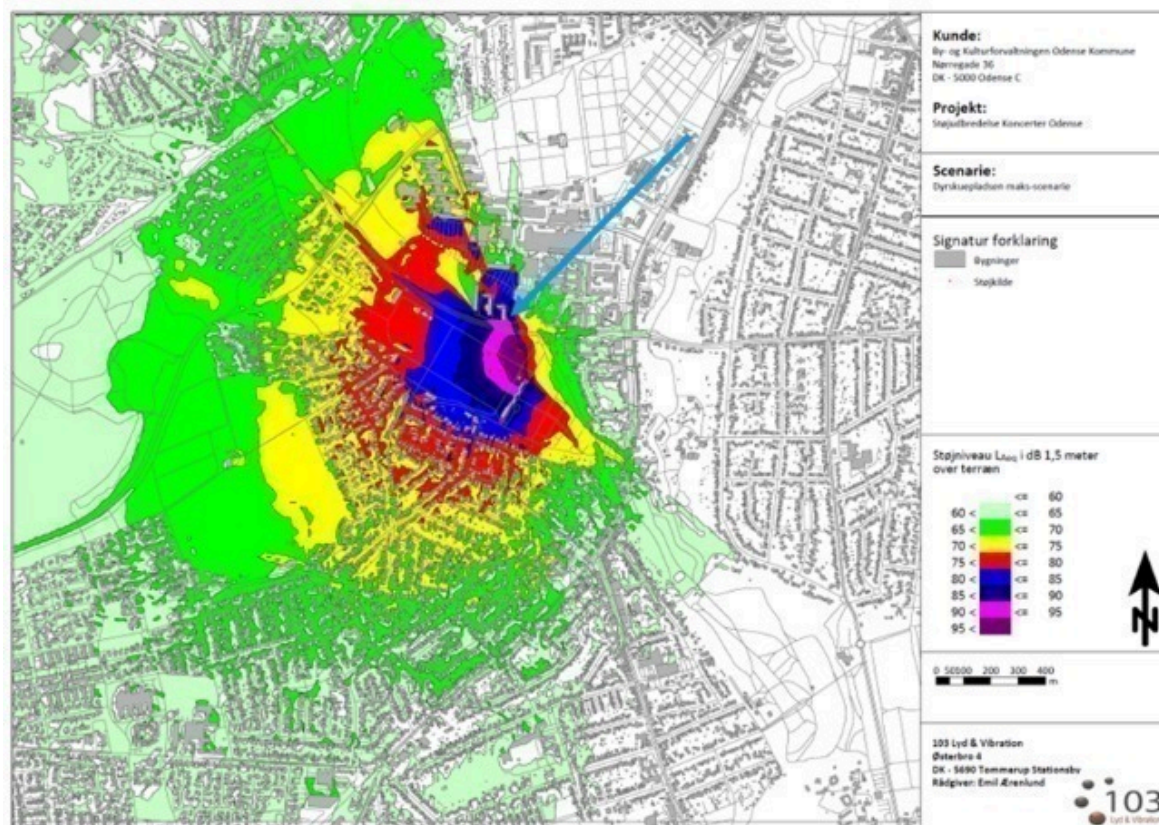 Kunde:
By- og Kulturforvaltningen Odense Kommune
Nørregade 36
DK - 5000 Odense C
Projekt:
Støjudbredelse Koncerter Odense
Scenarie:
Dyrskuepladsen maks-scenarie
Signatur forklaring
Bygninger
Støjkilde
Støjniveau LAeq i dB 1,5 meter
over terræn
<= 60
60 < <= 65
65 < <= 70
70 < <= 75
75 < <= 80
80 < <= 85
85 < <= 90
90 < <= 95
95 <
N
0 50100 200 300 400
m
103 Lyd & Vibration
Østerbro 4
DK - 5690 Tommerup Stationsby
Rådgiver: Emil Ærenlund
103
Lyd & Vibration